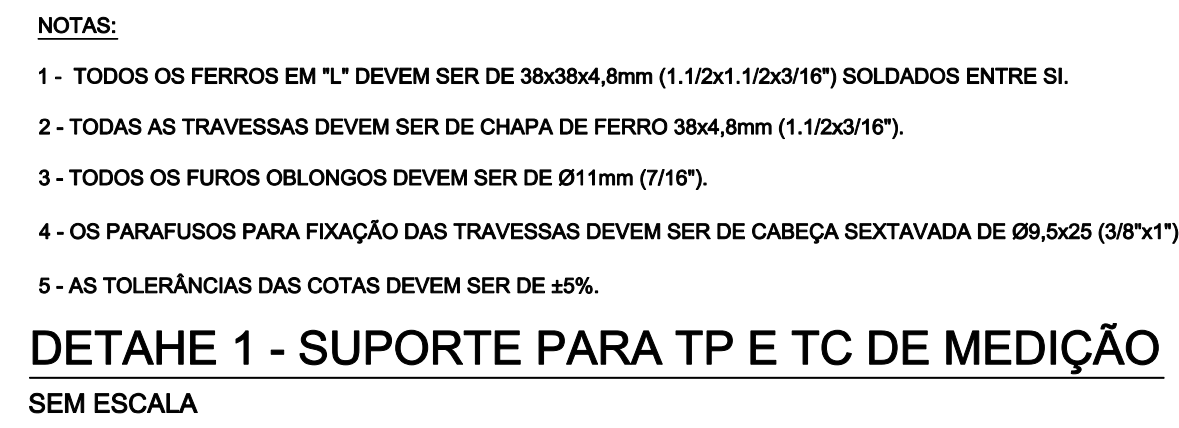 NOTAS:
1 - TODOS OS FERROS EM "L" DEVEM SER DE 38x38x4,8mm (1.1/2x1.1/2x3/16") SOLDADOS ENTRE SI.
2 - TODAS AS TRAVESSAS DEVEM SER DE CHAPA DE FERRO 38x4,8mm (1.1/2x3/16").
3 - TODOS OS FUROS OBLONGOS DEVEM SER DE Ø11mm (7/16").
4 - OS PARAFUSOS PARA FIXAÇÃO DAS TRAVESSAS DEVEM SER DE CABEÇA SEXTAVADA DE Ø9,5x25 (3/8"x1")
5 - AS TOLERÂNCIAS DAS COTAS DEVEM SER DE ±5%.
DETAHE 1 - SUPORTE PARA TP E TC DE MEDIÇÃO
SEM ESCALA